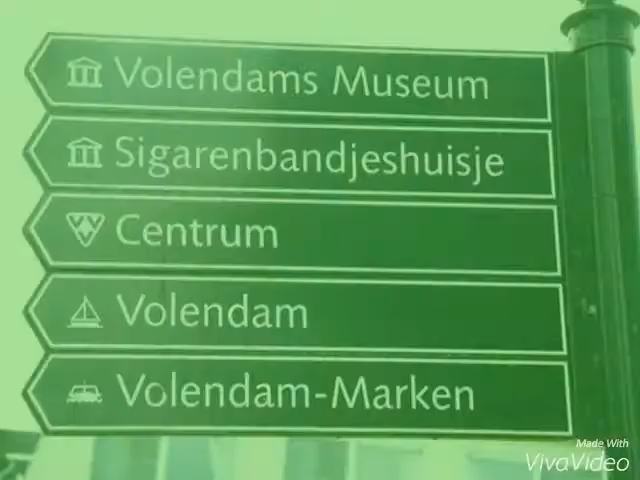 Volendams Museum
Sigarenbandjeshuisje
Centrum
Volendam
Volendam-Marken
Made With
VivaVideo